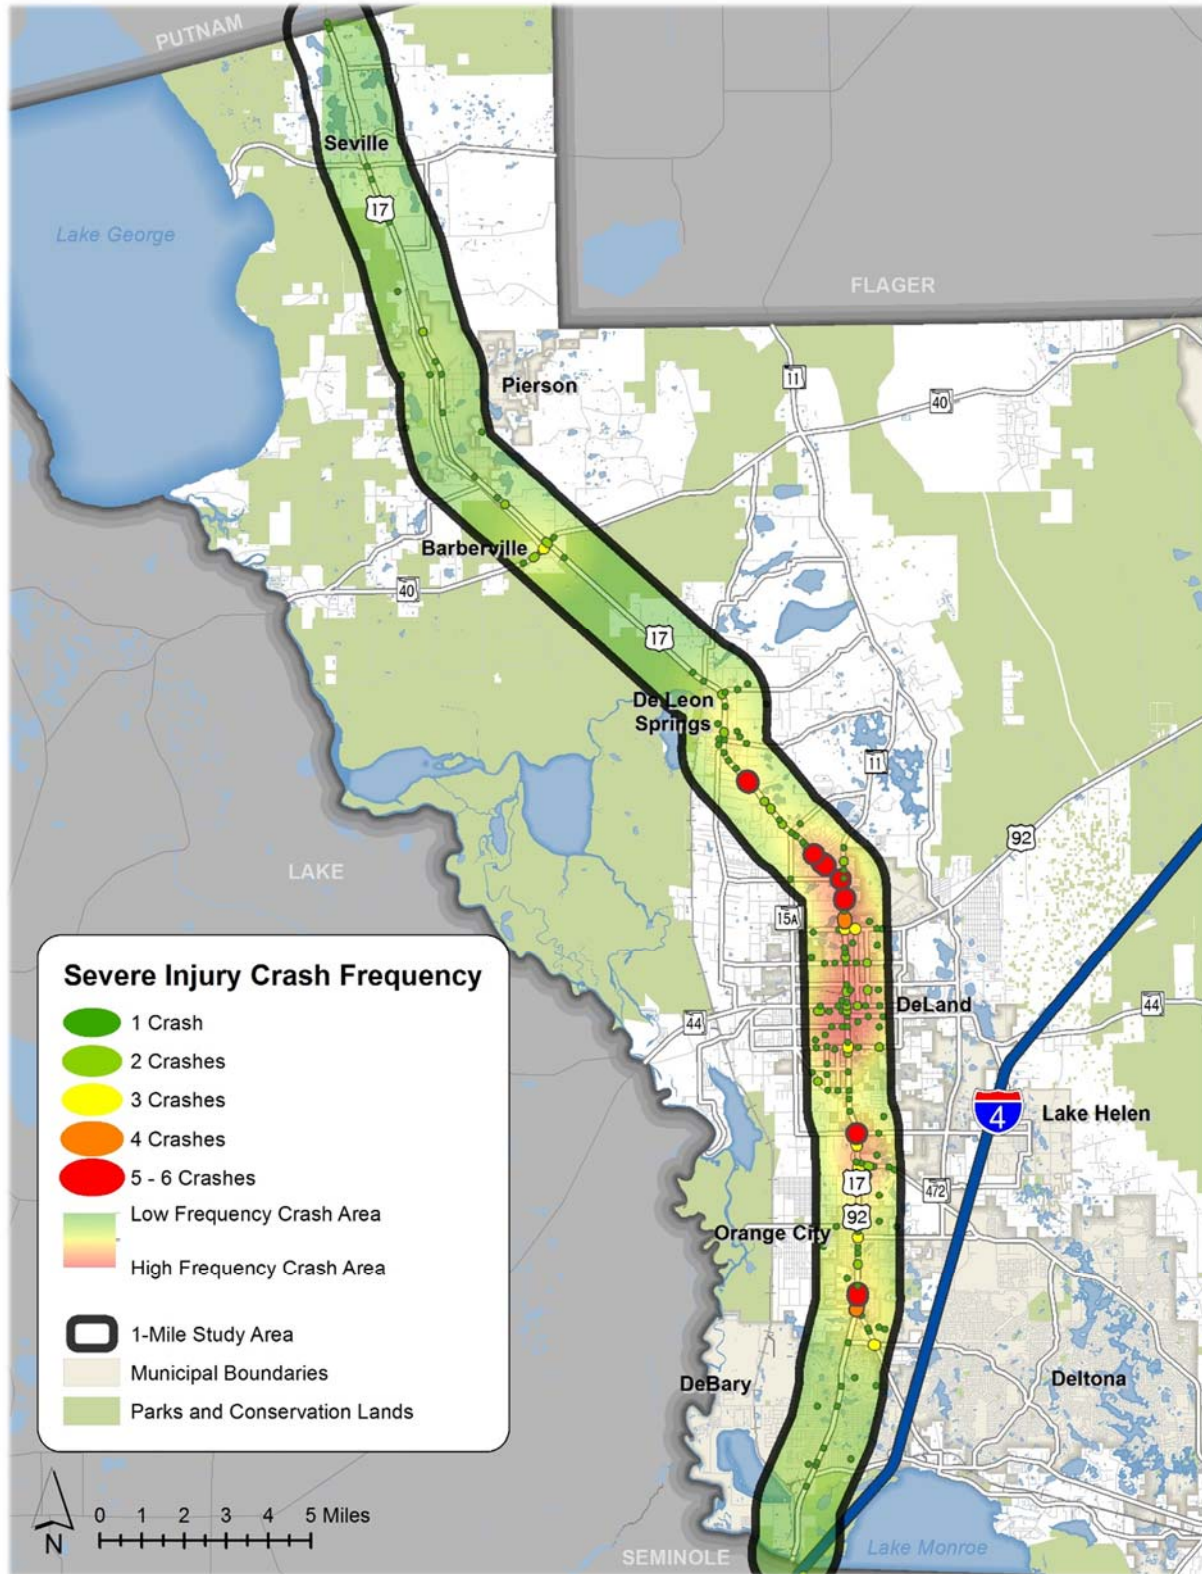 PUTNAM
Seville
17
Lake George
FLAGER
11
Pierson
40
Barberville
40
17
De Leon
Springs
11
92
LAKE
15A
DeLand
44
44
4
Lake Helen
17
472
92
Orange City
DeBary
Deltona
SEMINOLE
Lake Monroe
Severe Injury Crash Frequency
1 Crash
2 Crashes
3 Crashes
4 Crashes
5 - 6 Crashes
Low Frequency Crash Area
High Frequency Crash Area
1-Mile Study Area
Municipal Boundaries
Parks and Conservation Lands
N
0 1 2 3 4 5 Miles